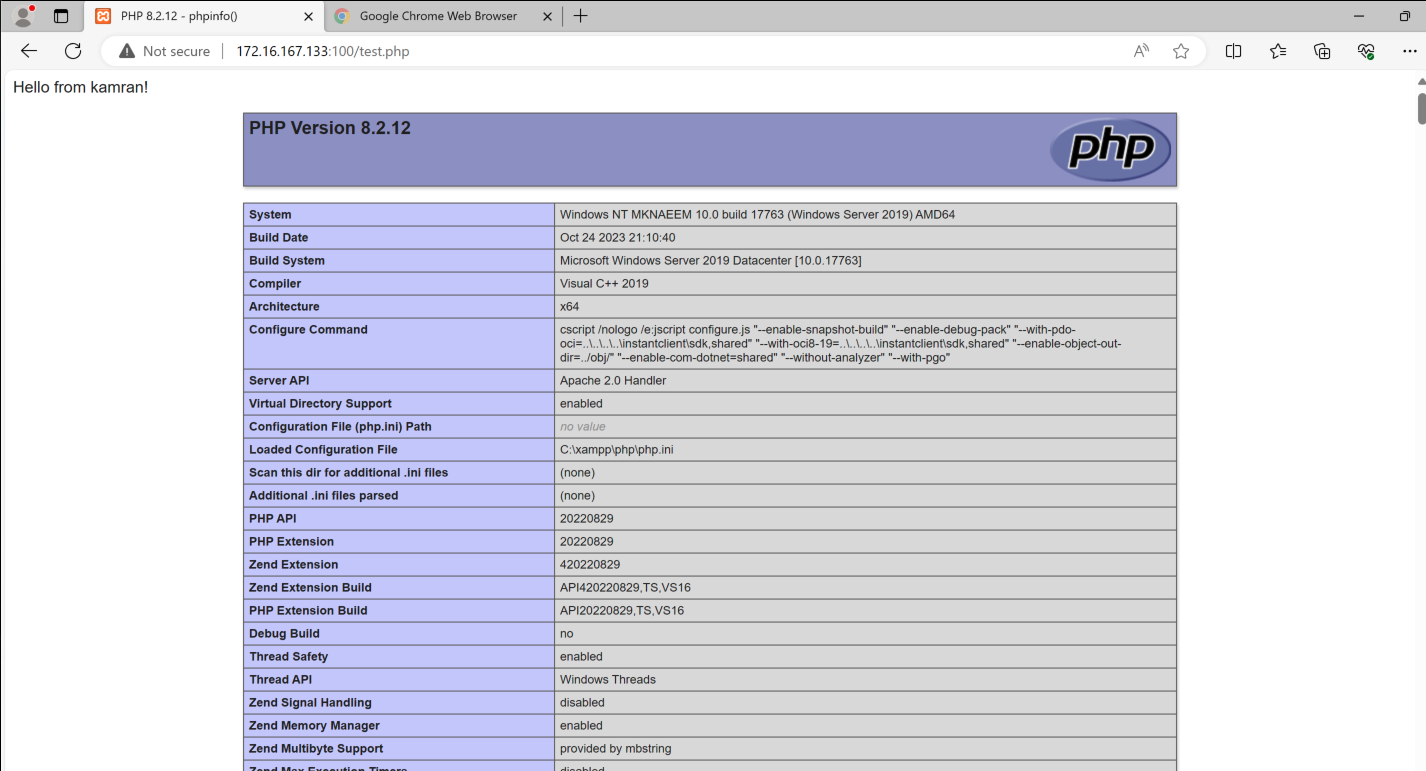 PHP 8.2.12 - phpinfo()
Google Chrome Web Browser
Not secure
172.16.167.133:100/test.php
Hello from kamran!
PHP Version 8.2.12
php
System Windows NT MKNAEEM 10.0 build 17763 (Windows Server 2019) AMD64
Build Date Oct 24 2023 21:10:40
Build System Microsoft Windows Server 2019 Datacenter [10.0.17763]
Compiler Visual C++ 2019
Architecture x64
Configure Command cscript /nologo /e:jscript configure.js "--enable-snapshot-build" "--enable-debug-pack" "--with-pdo-
oci=..\..\..\..\instantclient\sdk,shared" "--with-oci8-19=..\..\..\..\instantclient\sdk,shared" "--enable-object-out-
dir=../obj/" "--enable-com-dotnet=shared" "--without-analyzer" "--with-pgo"
Server API Apache 2.0 Handler
Virtual Directory Support enabled
Configuration File (php.ini) Path no value
Loaded Configuration File C:\xampp\php\php.ini
Scan this dir for additional .ini files (none)
Additional .ini files parsed (none)
PHP API 20220829
PHP Extension 20220829
Zend Extension 420220829
Zend Extension Build API420220829,TS,VS16
PHP Extension Build API20220829,TS,VS16
Debug Build no
Thread Safety enabled
Thread API Windows Threads
Zend Signal Handling disabled
Zend Memory Manager enabled
Zend Multibyte Support provided by mbstring
Zend Max Execution Timers disabled